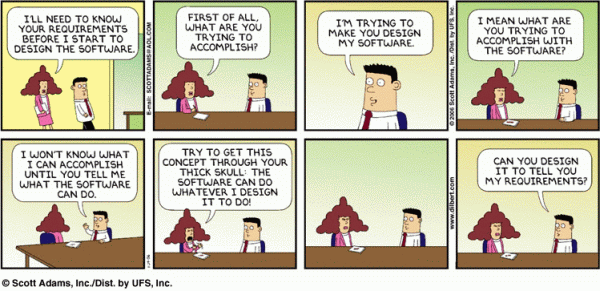 I'LL NEED TO KNOW
YOUR REQUIREMENTS
BEFORE I START TO
DESIGN THE SOFTWARE.
E-mail: SCOTTADAMS@AOL.COM
FIRST OF ALL,
WHAT ARE YOU
TRYING TO
ACCOMPLISH?
I'M TRYING TO
MAKE YOU DESIGN
MY SOFTWARE.
I MEAN WHAT ARE
YOU TRYING TO
ACCOMPLISH WITH
THE SOFTWARE?
© 2006 Scott Adams, Inc./Dist. by UFS, Inc.
I WON'T KNOW WHAT
I CAN ACCOMPLISH
UNTIL YOU TELL ME
WHAT THE SOFTWARE
CAN DO.
TRY TO GET THIS
CONCEPT THROUGH YOUR
THICK SKULL: THE
SOFTWARE CAN DO
WHATEVER I DESIGN
IT TO DO!
www.dilbert.com
CAN YOU DESIGN
IT TO TELL YOU
MY REQUIREMENTS?
© Scott Adams, Inc./Dist. by UFS, Inc.